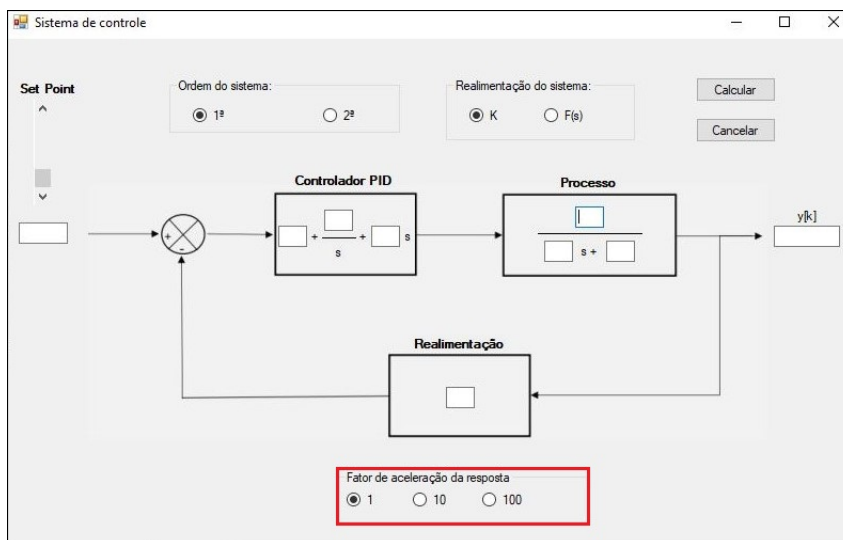 Sistema de controle
Set Point
Ordem do sistema:
1ª
2ª
Realimentação do sistema:
K
F(s)
Calcular
Cancelar
Controlador PID
+
+
s
s
Processo
s +
y[k]
+
-
Realimentação
Fator de aceleração da resposta
1
10
100